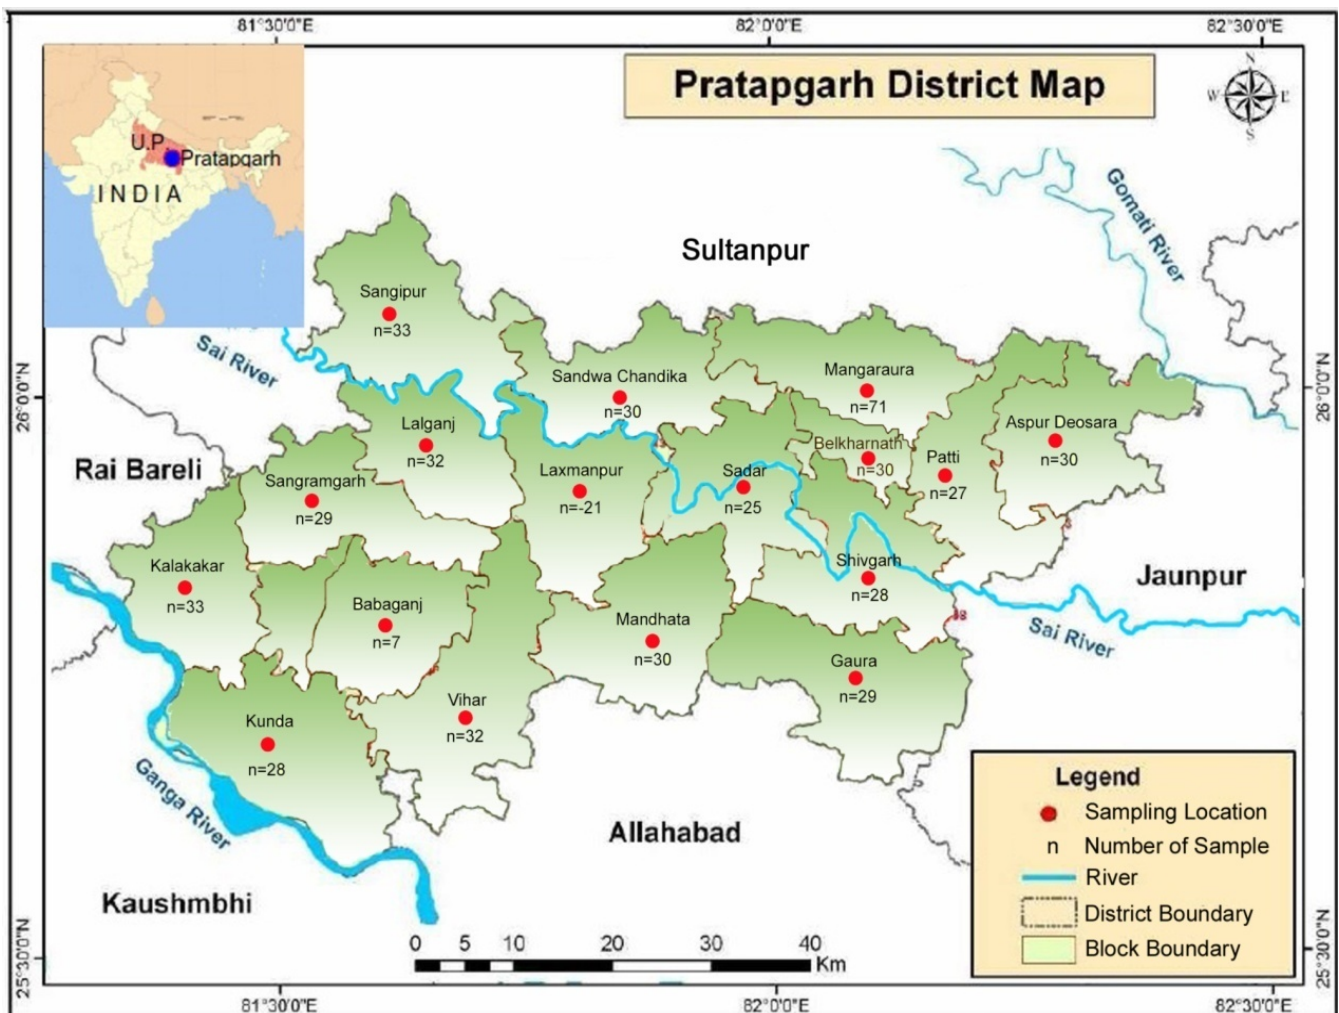 81°30'0"E
82°0'0"E
82°30'0"E
Pratapgarh District Map
N
W
E
S
U.P.
Pratapgarh
INDIA
Gomati River
Sultanpur
Sangipur
n=33
Sai River
26°0'0"N
26°0'0"N
Sandwa Chandika
n=30
Mangaraura
n=71
Lalganj
n=32
Aspur Deosara
n=30
Belkharnath
n=30
Patti
n=27
Rai Bareli
Sangramgarh
n=29
Laxmanpur
n=-21
Sadar
n=25
Kalakakar
n=33
Shivgarh
n=28
Jaunpur
Babaganj
n=7
Mandhata
n=30
Sai River
Gaura
n=29
Vihar
n=32
Kunda
n=28
Ganga River
Allahabad
Kaushmbhi
Legend
Sampling Location
n Number of Sample
River
District Boundary
Block Boundary
0 5 10 20 30 40
Km
25°30'0"N
25°30'0"N
81°30'0"E
82°0'0"E
82°30'0"E